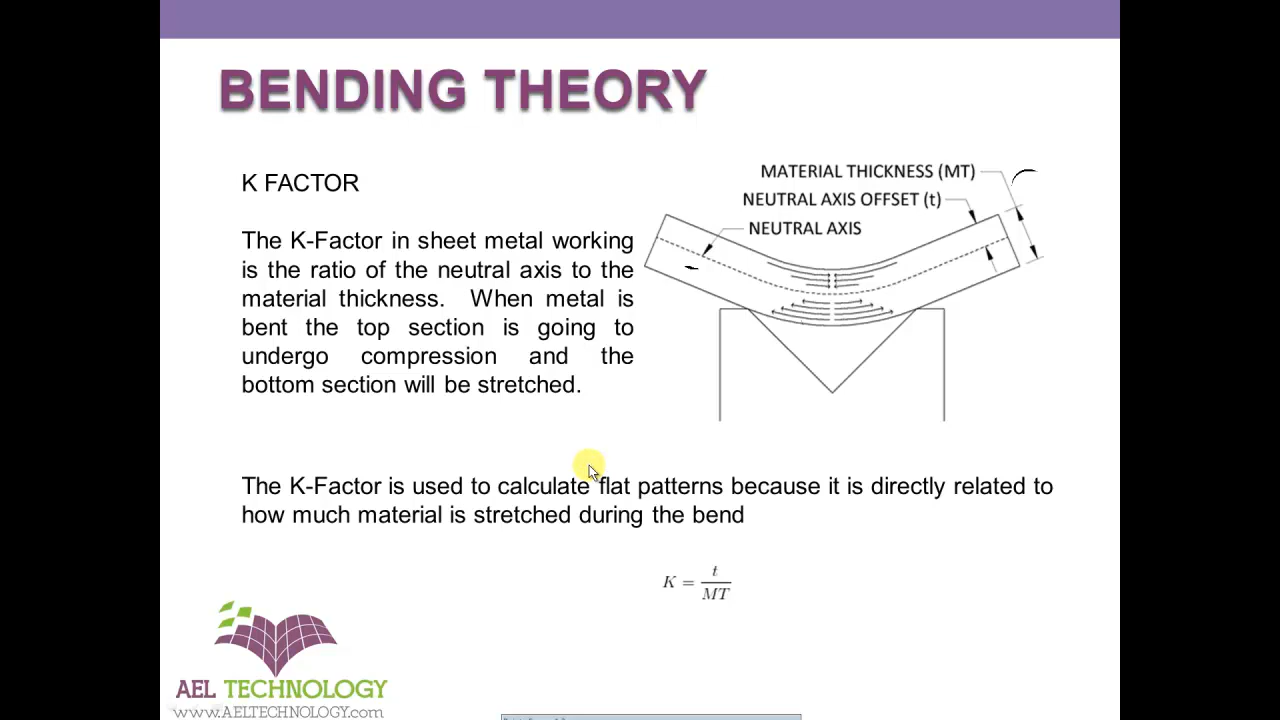 BENDING THEORY
K FACTOR
The K-Factor in sheet metal working
is the ratio of the neutral axis to the
material thickness. When metal is
bent the top section is going to
undergo compression and the
bottom section will be stretched.
MATERIAL THICKNESS (MT)
NEUTRAL AXIS OFFSET (t)
NEUTRAL AXIS
The K-Factor is used to calculate flat patterns because it is directly related to
how much material is stretched during the bend
K = t / MT
AEL TECHNOLOGY
www.AELTECHNOLOGY.com